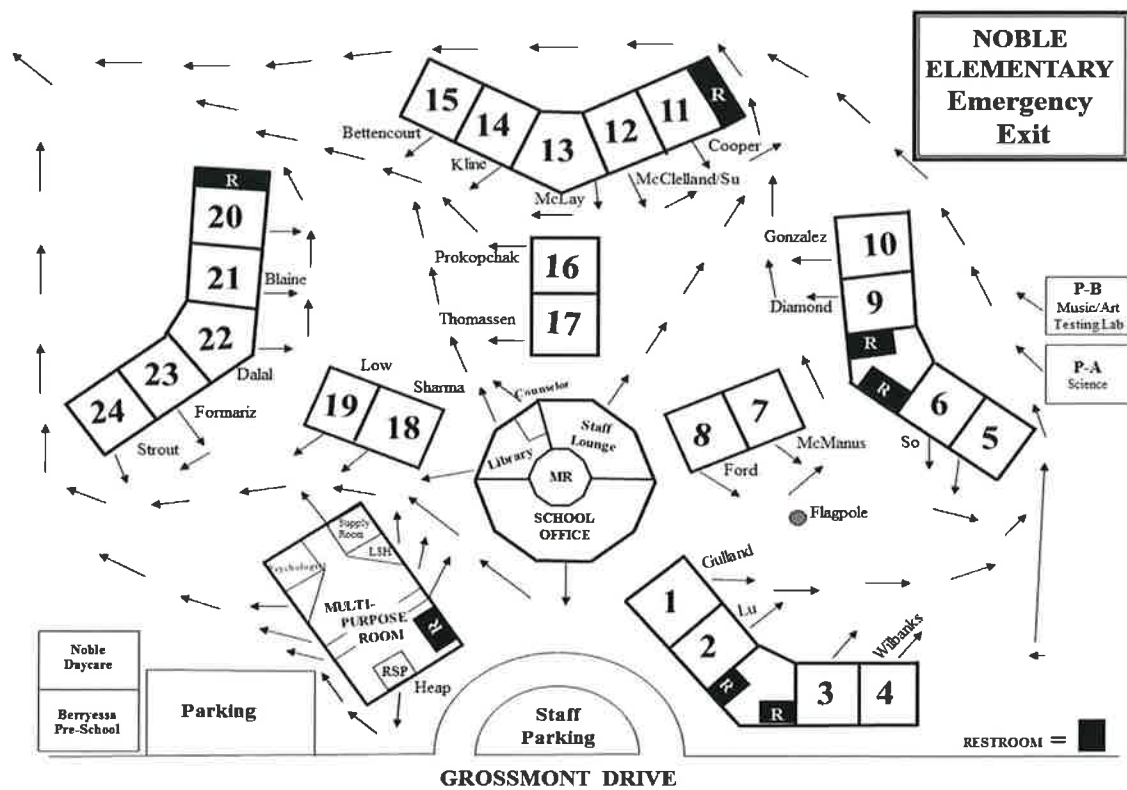 NOBLE
ELEMENTARY
Emergency
Exit
15
14
13
12
11
R
Bettencourt
Kline
McLay
McClelland/Su
Cooper
R
20
21
22
23
24
Blaine
Dalal
Formariz
Strout
Prokopchak
16
Thomassen
17
Gonzalez
10
Diamond
9
R
R
6
5
So
P-B
Music/Art
Testing Lab
P-A
Science
Low
Sharma
19
18
Counselor
Staff
Lounge
Library
MR
SCHOOL
OFFICE
8
7
McManus
Ford
Flagpole
Supply
Room
LSH
Psychologist
MULTI-
PURPOSE
ROOM
R
RSP
Heap
Gulland
1
Lu
2
R
R
3
4
Wilbanks
Noble
Daycare
Berryessa
Pre-School
Parking
Staff
Parking
RESTROOM =
GROSSMONT DRIVE